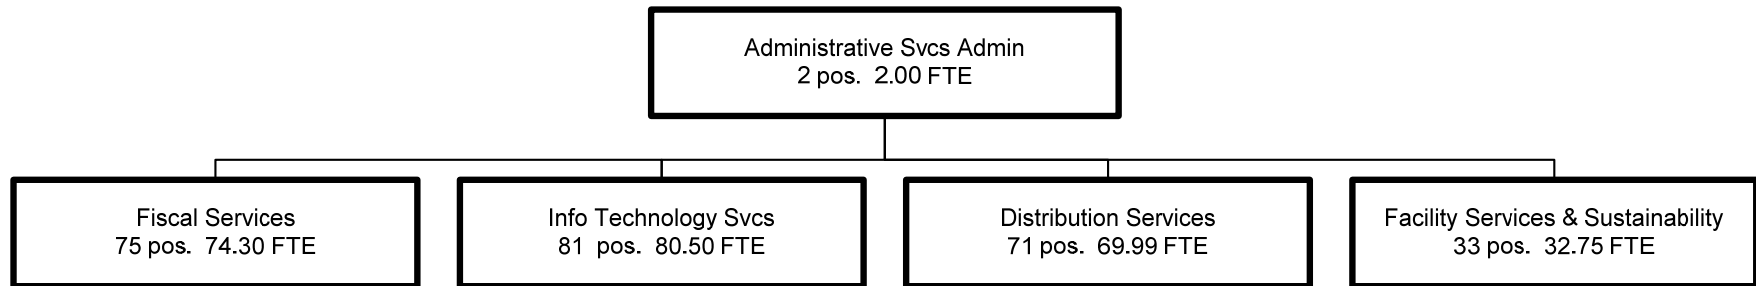 Administrative Svcs Admin
2 pos. 2.00 FTE
Fiscal Services
75 pos. 74.30 FTE
Info Technology Svcs
81 pos. 80.50 FTE
Distribution Services
71 pos. 69.99 FTE
Facility Services & Sustainability
33 pos. 32.75 FTE